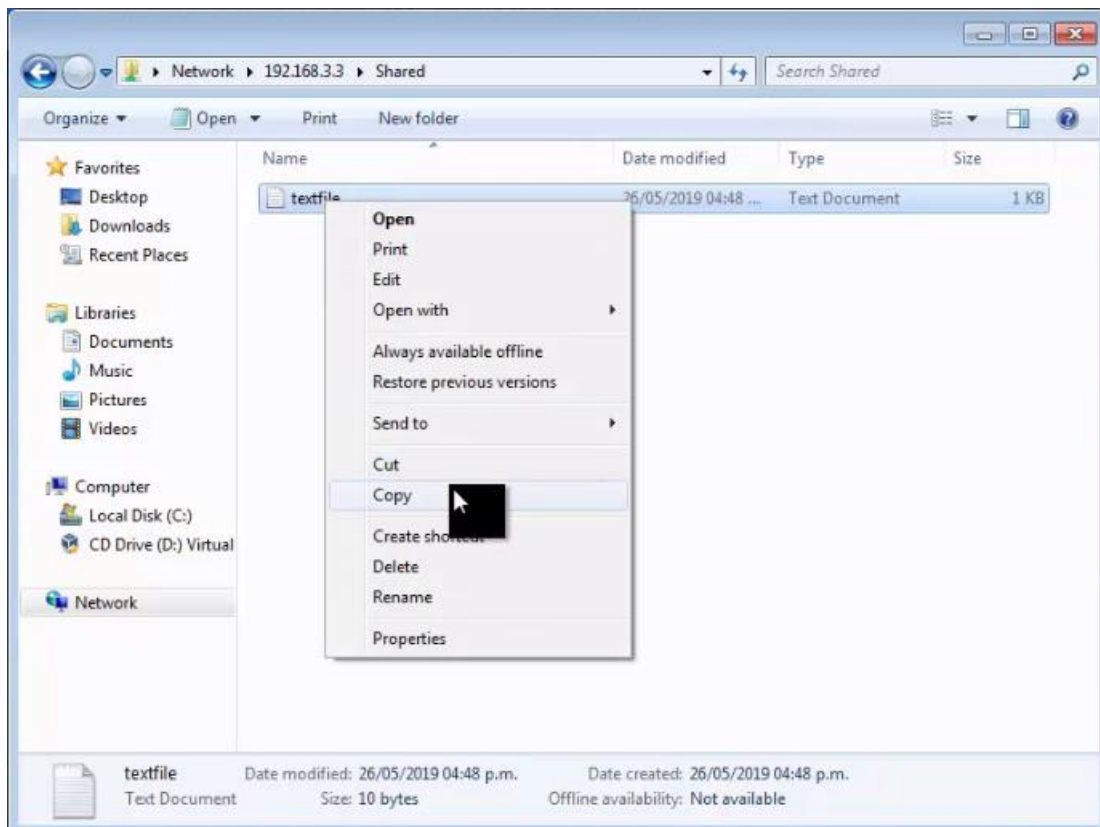 Network ▸ 192.168.3.3 ▸ Shared
Search Shared
Organize Open Print New folder
Name Date modified Type Size
Favorites
Desktop
Downloads
Recent Places
Libraries
Documents
Music
Pictures
Videos
Computer
Local Disk (C:)
CD Drive (D:) Virtual
Network
textfile 26/05/2019 04:48 ... Text Document 1 KB
Open
Print
Edit
Open with
Always available offline
Restore previous versions
Send to
Cut
Copy
Create shortcut
Delete
Rename
Properties
textfile Date modified: 26/05/2019 04:48 p.m. Date created: 26/05/2019 04:48 p.m.
Text Document Size: 10 bytes Offline availability: Not available